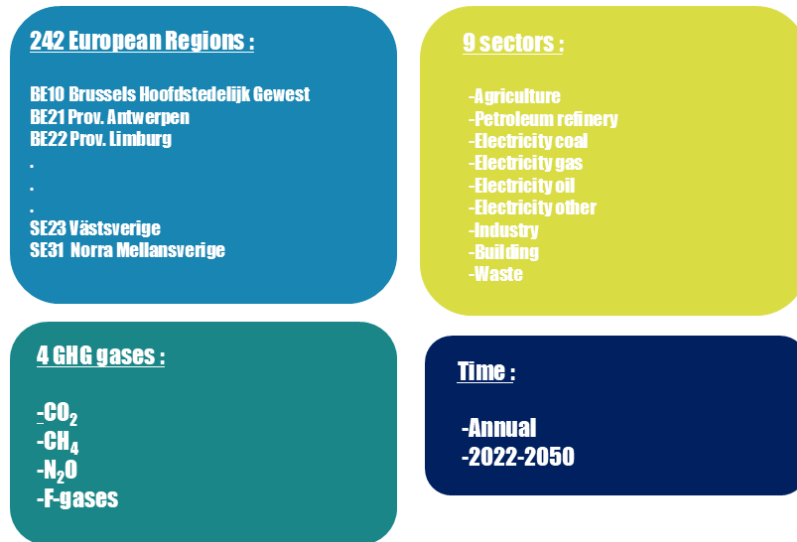 242 European Regions :
BE10 Brussels Hoofdstedelijk Gewest
BE21 Prov. Antwerpen
BE22 Prov. Limburg
.
.
.
SE23 Västsverige
SE31 Norra Mellansverige
9 sectors :
-Agriculture
-Petroleum refinery
-Electricity coal
-Electricity gas
-Electricity oil
-Electricity other
-Industry
-Building
-Waste
4 GHG gases :
-CO₂
-CH₄
-N₂O
-F-gases
Time :
-Annual
-2022-2050